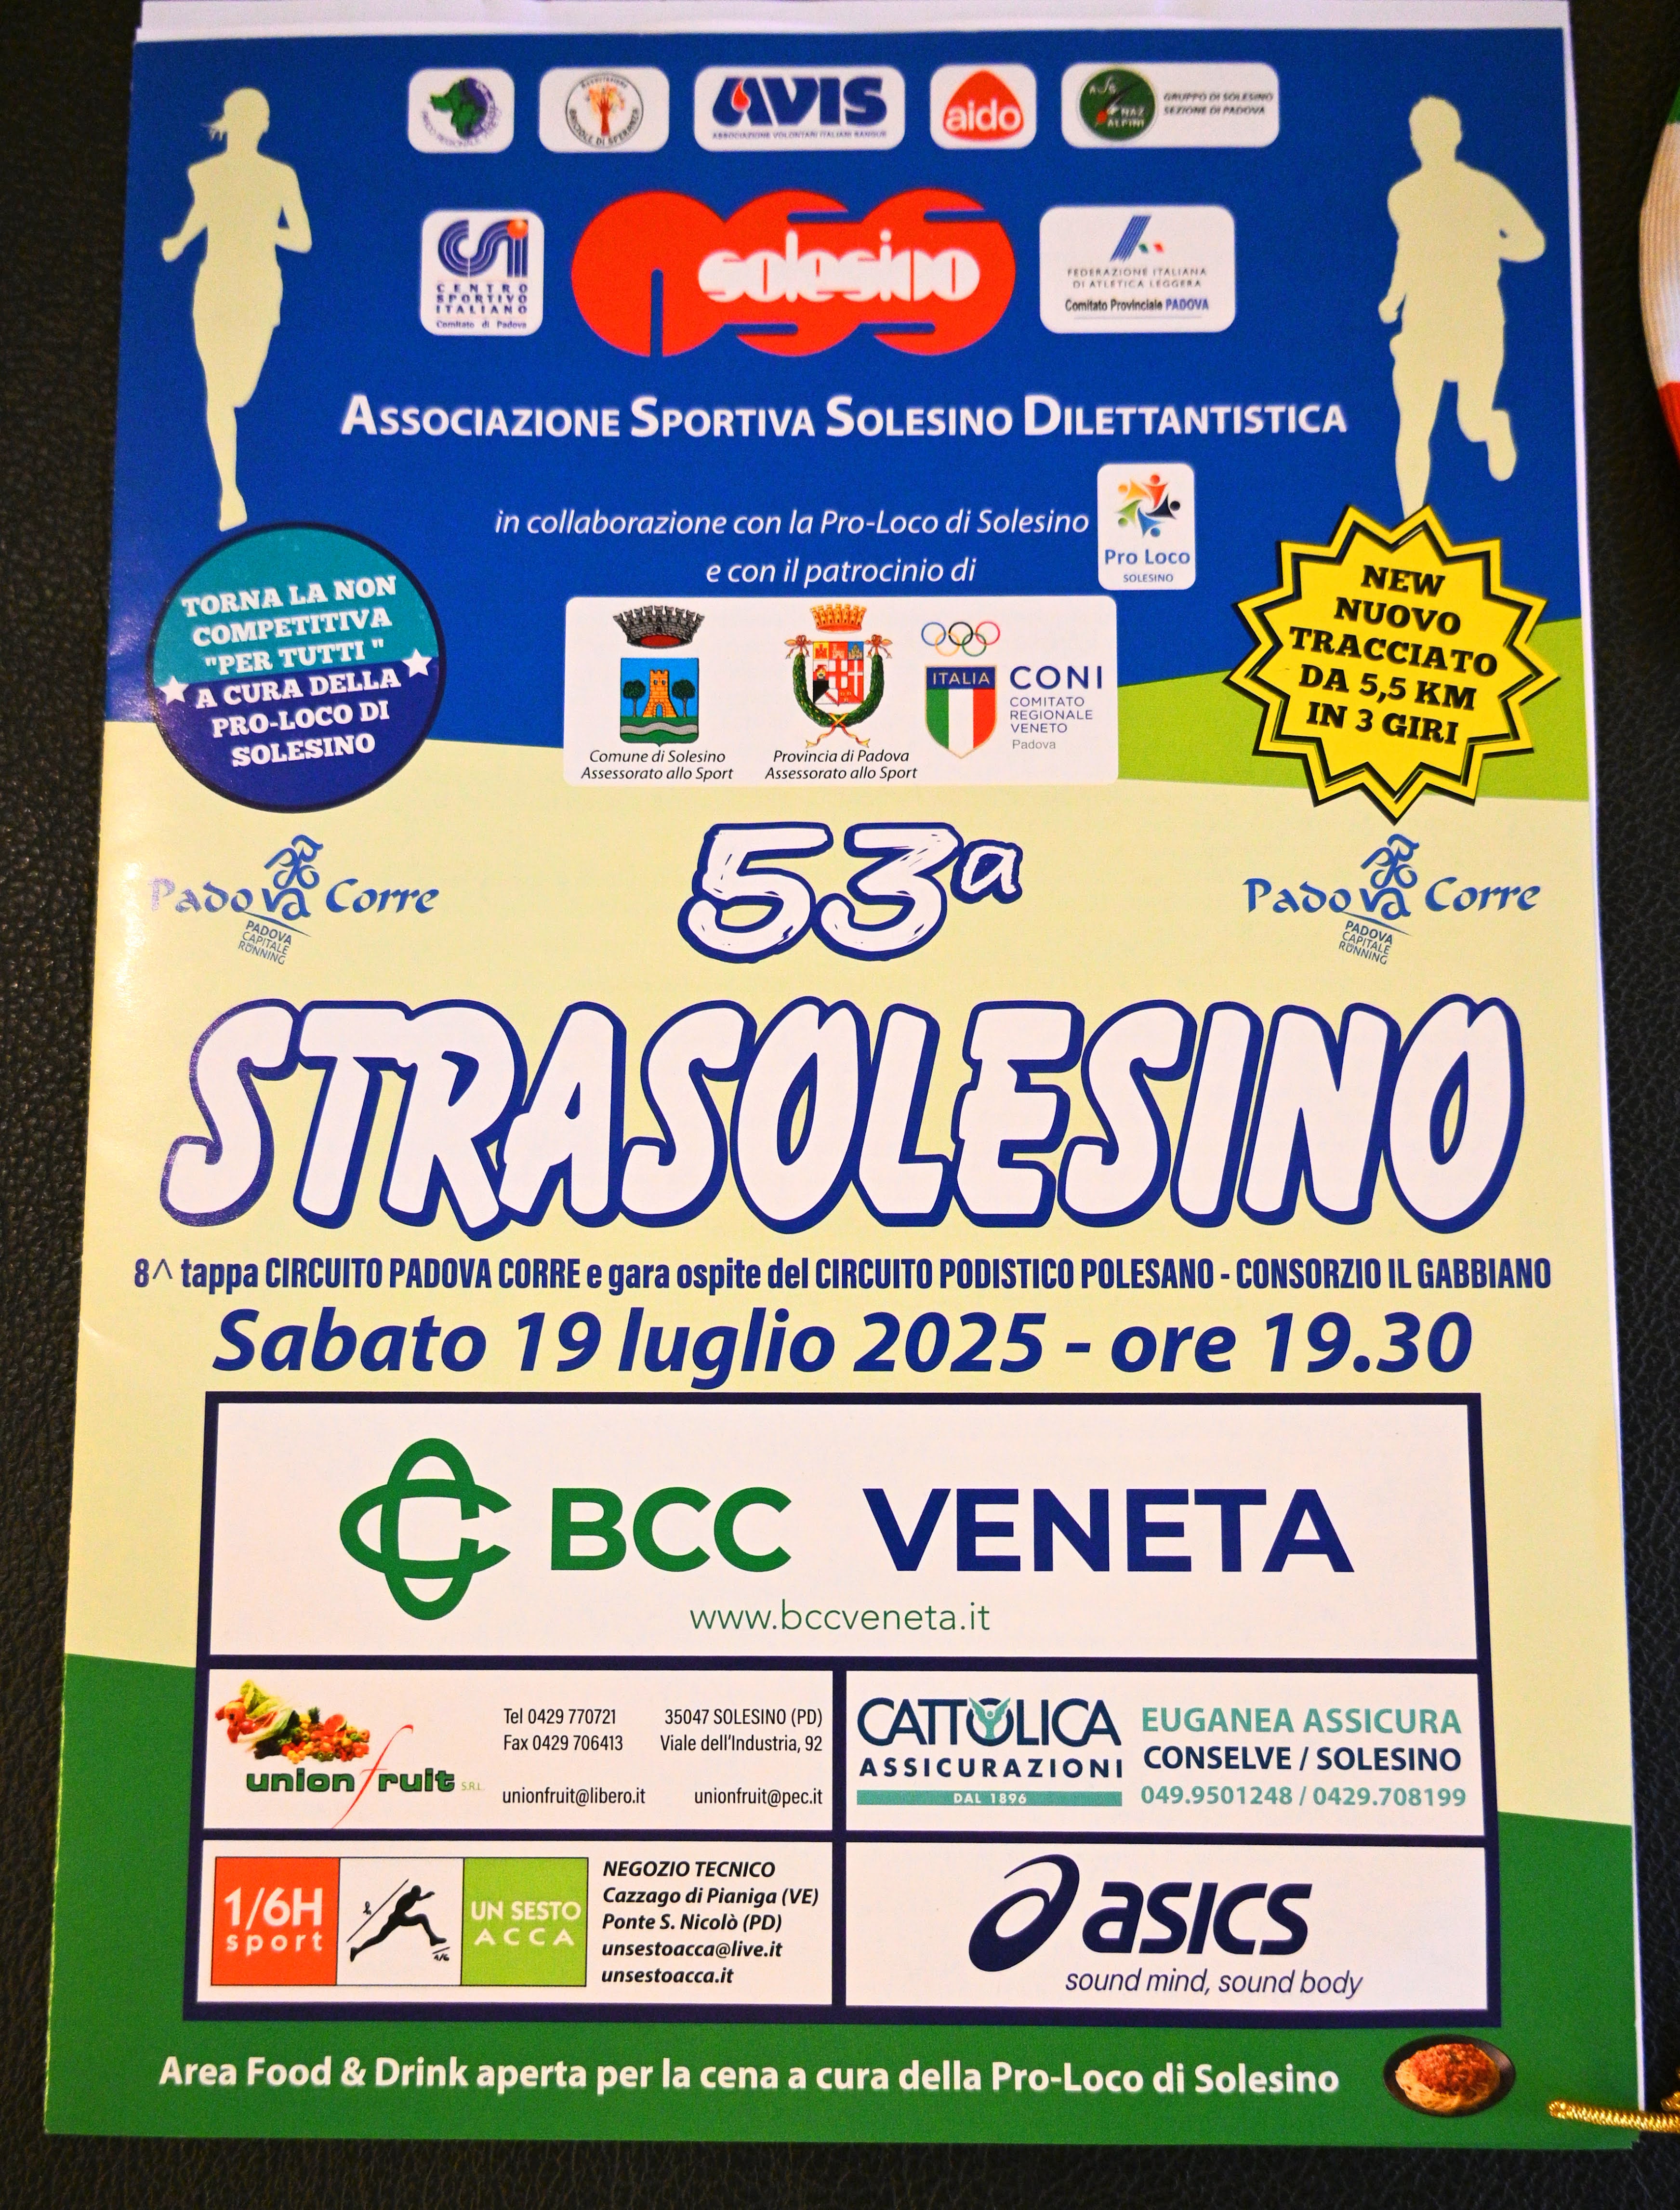 BRICIOLE DI SPERANZA
AVIS
ASSOCIAZIONE VOLONTARI ITALIANI SANGUE
aido
ASS
NAZ
ALPINI
GRUPPO DI SOLESINO
SEZIONE DI PADOVA
CSI
CENTRO
SPORTIVO
ITALIANO
Comitato di Padova
ASS
solesino
FEDERAZIONE ITALIANA
DI ATLETICA LEGGERA
Comitato Provinciale PADOVA
ASSOCIAZIONE SPORTIVA SOLESINO DILETTANTISTICA
in collaborazione con la Pro-Loco di Solesino
e con il patrocinio di
Pro Loco
SOLESINO
TORNA LA NON
COMPETITIVA
"PER TUTTI "
A CURA DELLA
PRO-LOCO DI
SOLESINO
Comune di Solesino
Assessorato allo Sport
Provincia di Padova
Assessorato allo Sport
ITALIA
CONI
COMITATO
REGIONALE
VENETO
Padova
NEW
NUOVO
TRACCIATO
DA 5,5 KM
IN 3 GIRI
Padova Corre
PADOVA
CAPITALE
RUNNING
53ª
Padova Corre
PADOVA
CAPITALE
RUNNING
STRASOLESINO
8^ tappa CIRCUITO PADOVA CORRE e gara ospite del CIRCUITO PODISTICO POLESANO - CONSORZIO IL GABBIANO
Sabato 19 luglio 2025 - ore 19.30
BCC VENETA
www.bccveneta.it
union fruit S.R.L.
Tel 0429 770721
Fax 0429 706413
unionfruit@libero.it
35047 SOLESINO (PD)
Viale dell'Industria, 92
unionfruit@pec.it
CATTOLICA
ASSICURAZIONI
DAL 1896
EUGANEA ASSICURA
CONSELVE / SOLESINO
049.9501248 / 0429.708199
1/6H
sport
UN SESTO
ACCA
NEGOZIO TECNICO
Cazzago di Pianiga (VE)
Ponte S. Nicolò (PD)
unsestoacca@live.it
unsestoacca.it
asics
sound mind, sound body
Area Food & Drink aperta per la cena a cura della Pro-Loco di Solesino